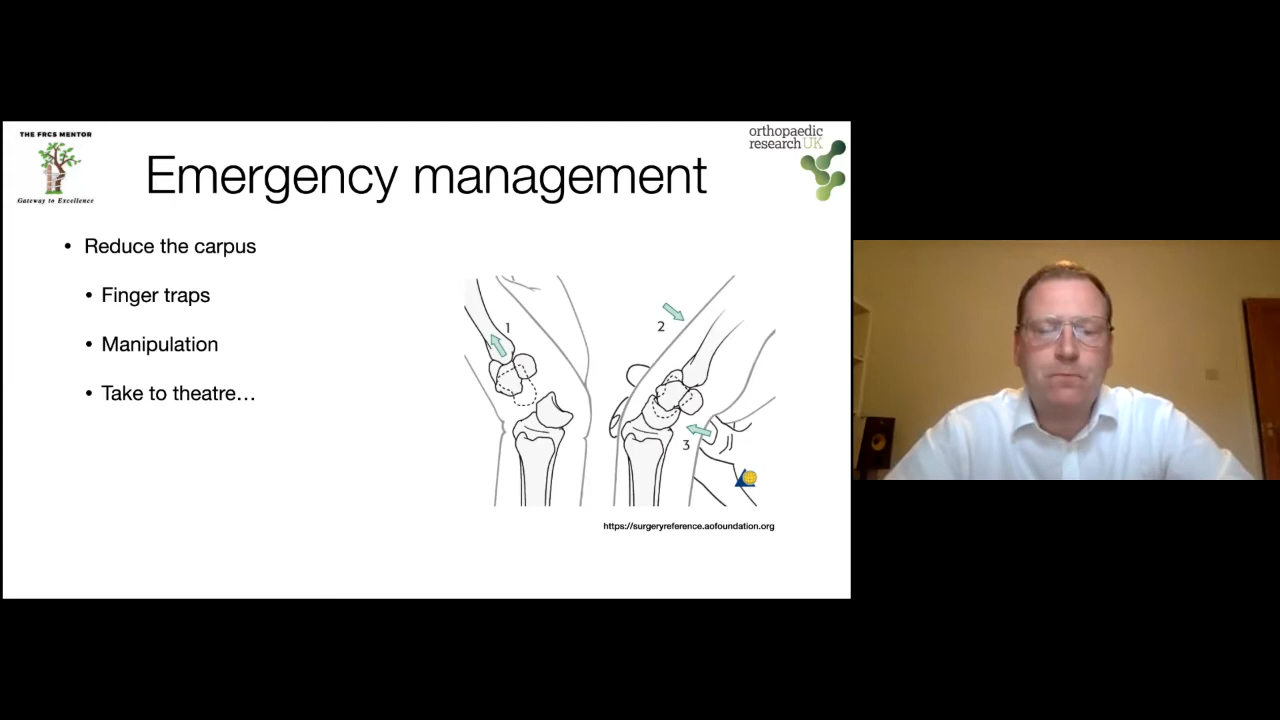 THE FRCS MENTOR
Gateway to Excellence
orthopaedic
research UK
Emergency management
• Reduce the carpus
• Finger traps
• Manipulation
• Take to theatre…
1
2
3
https://surgeryreference.aofoundation.org